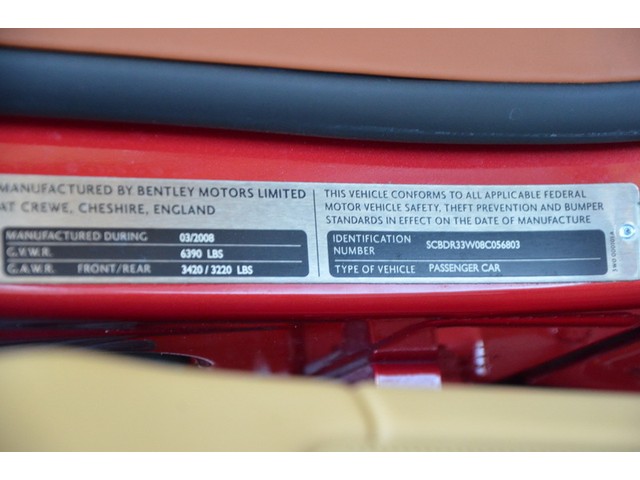 MANUFACTURED BY BENTLEY MOTORS LIMITED
AT CREWE, CHESHIRE, ENGLAND
MANUFACTURED DURING 03/2008
G.V.W.R. 6390 LBS
G.A.W.R. FRONT/REAR 3420 / 3220 LBS
THIS VEHICLE CONFORMS TO ALL APPLICABLE FEDERAL
MOTOR VEHICLE SAFETY, THEFT PREVENTION AND BUMPER
STANDARDS IN EFFECT ON THE DATE OF MANUFACTURE
IDENTIFICATION NUMBER SCBDR33W08C056803
TYPE OF VEHICLE PASSENGER CAR